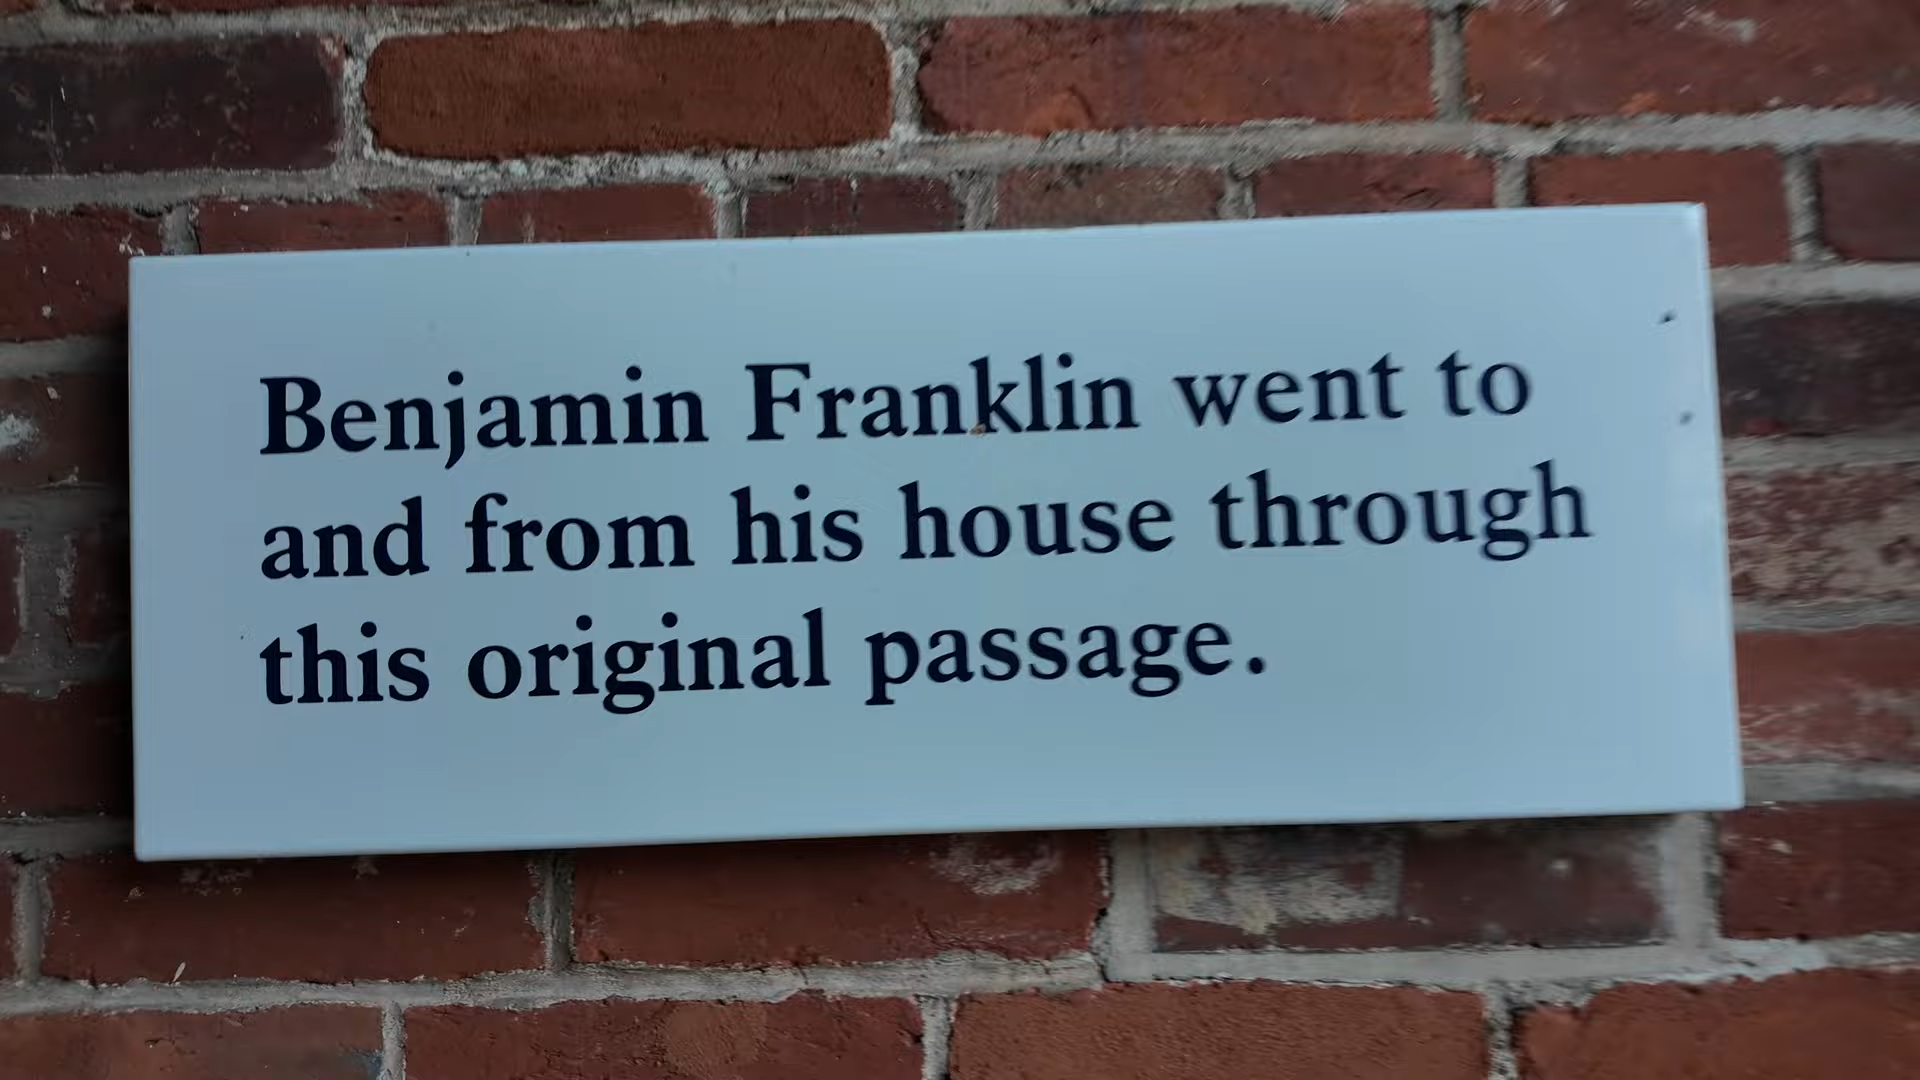 Benjamin Franklin went to
and from his house through
this original passage.